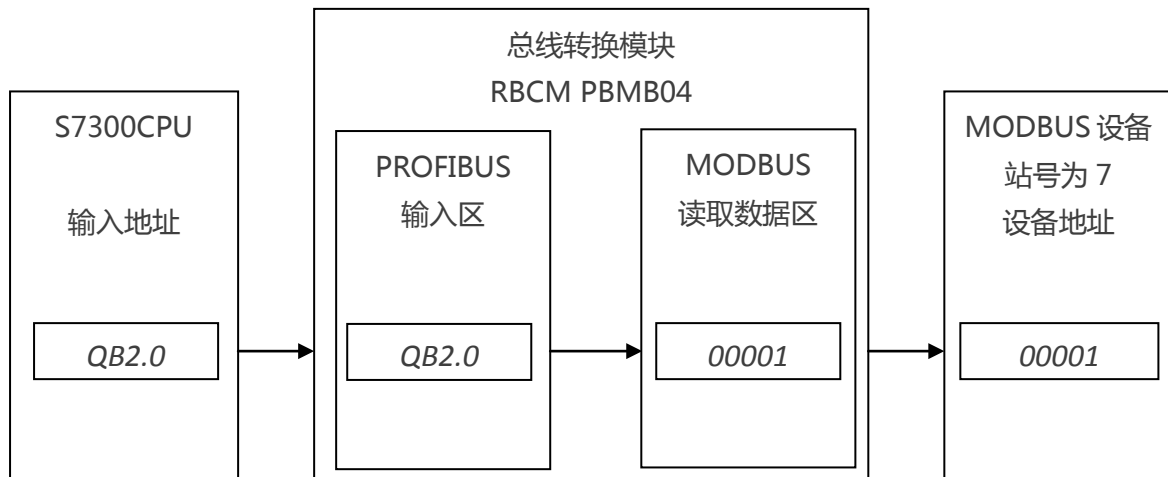 总线转换模块
RBCM PBMB04
S7300CPU
输入地址
QB2.0
PROFIBUS
输入区
QB2.0
MODBUS
读取数据区
00001
MODBUS 设备
站号为 7
设备地址
00001